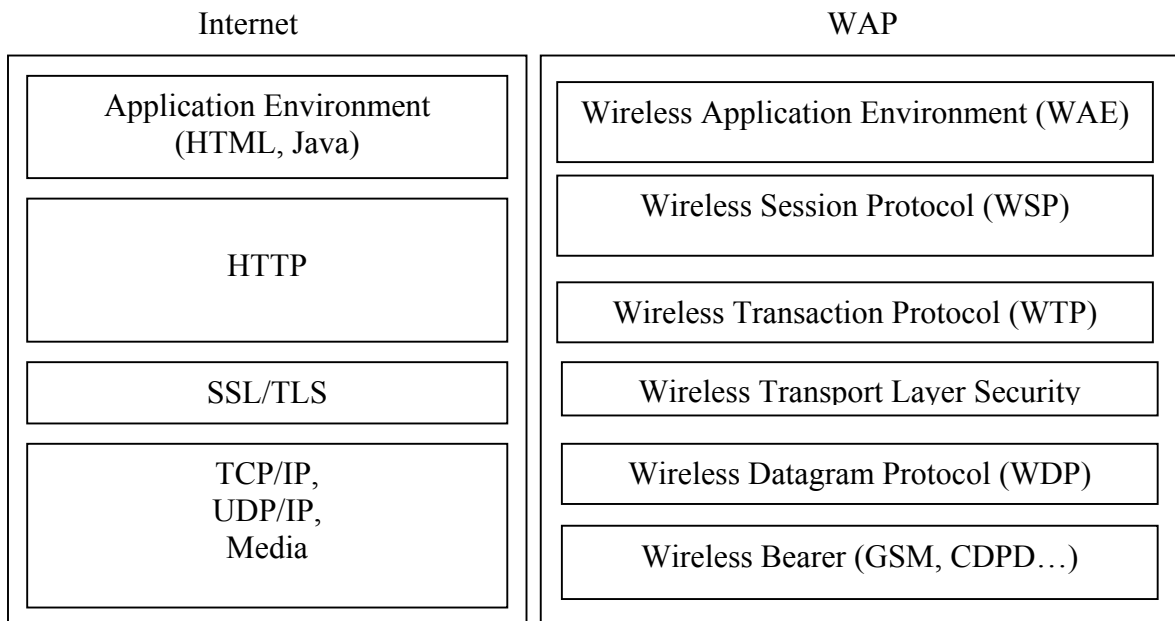 Internet
WAP
Application Environment
(HTML, Java)
HTTP
SSL/TLS
TCP/IP,
UDP/IP,
Media
Wireless Application Environment (WAE)
Wireless Session Protocol (WSP)
Wireless Transaction Protocol (WTP)
Wireless Transport Layer Security
Wireless Datagram Protocol (WDP)
Wireless Bearer (GSM, CDPD…)